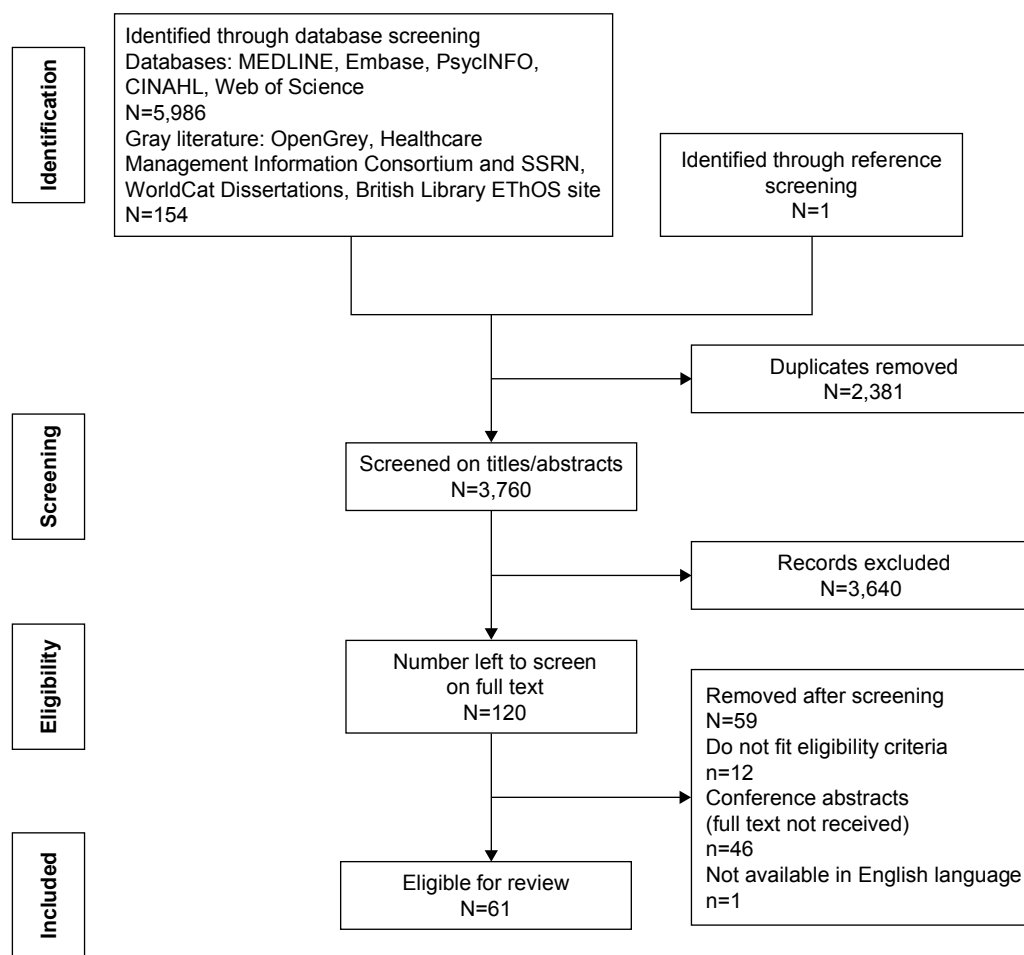 Identification
Identified through database screening
Databases: MEDLINE, Embase, PsycINFO,
CINAHL, Web of Science
N=5,986
Gray literature: OpenGrey, Healthcare
Management Information Consortium and SSRN,
WorldCat Dissertations, British Library EThOS site
N=154
Identified through reference
screening
N=1
Duplicates removed
N=2,381
Screening
Screened on titles/abstracts
N=3,760
Records excluded
N=3,640
Eligibility
Number left to screen
on full text
N=120
Removed after screening
N=59
Do not fit eligibility criteria
n=12
Conference abstracts
(full text not received)
n=46
Not available in English language
n=1
Included
Eligible for review
N=61